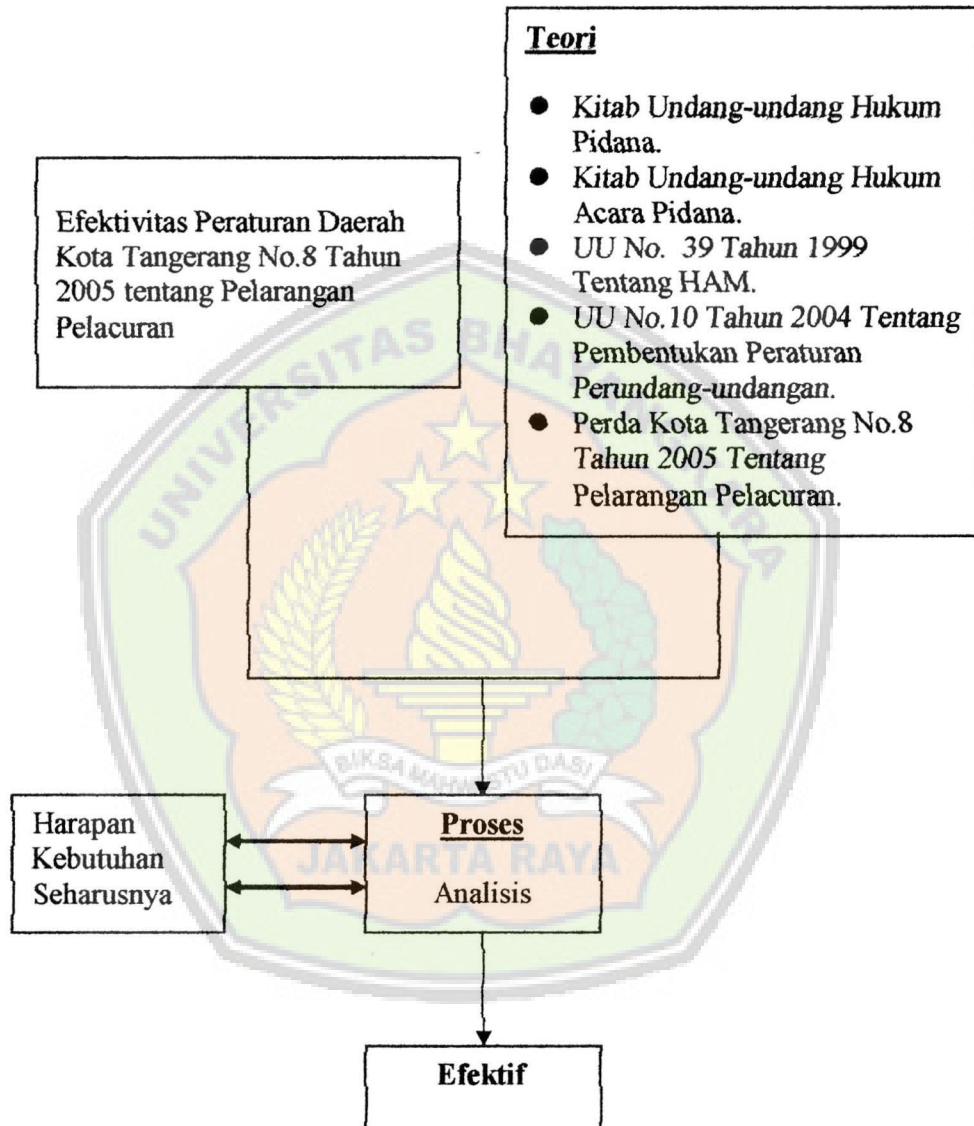 Teori
● Kitab Undang-undang Hukum
Pidana.
● Kitab Undang-undang Hukum
Acara Pidana.
● UU No. 39 Tahun 1999
Tentang HAM.
● UU No.10 Tahun 2004 Tentang
Pembentukan Peraturan
Perundang-undangan.
● Perda Kota Tangerang No.8
Tahun 2005 Tentang
Pelarangan Pelacuran.
Efektivitas Peraturan Daerah
Kota Tangerang No.8 Tahun
2005 tentang Pelarangan
Pelacuran
UNIVERSITAS BHAYANGKARA
BIKSA MAHWASTU DASI
JAKARTA RAYA
Harapan
Kebutuhan
Seharusnya
Proses
Analisis
Efektif